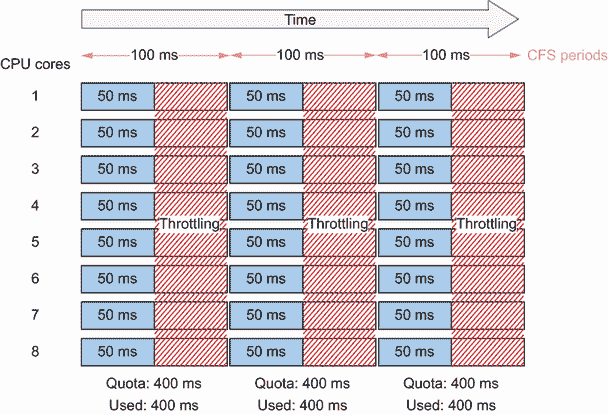 Time
100 ms 100 ms 100 ms CFS periods
CPU cores
1 50 ms 50 ms 50 ms
2 50 ms 50 ms 50 ms
3 50 ms 50 ms 50 ms
4 50 ms 50 ms 50 ms
Throttling Throttling Throttling
5 50 ms 50 ms 50 ms
6 50 ms 50 ms 50 ms
7 50 ms 50 ms 50 ms
8 50 ms 50 ms 50 ms
Quota: 400 ms Quota: 400 ms Quota: 400 ms
Used: 400 ms Used: 400 ms Used: 400 ms